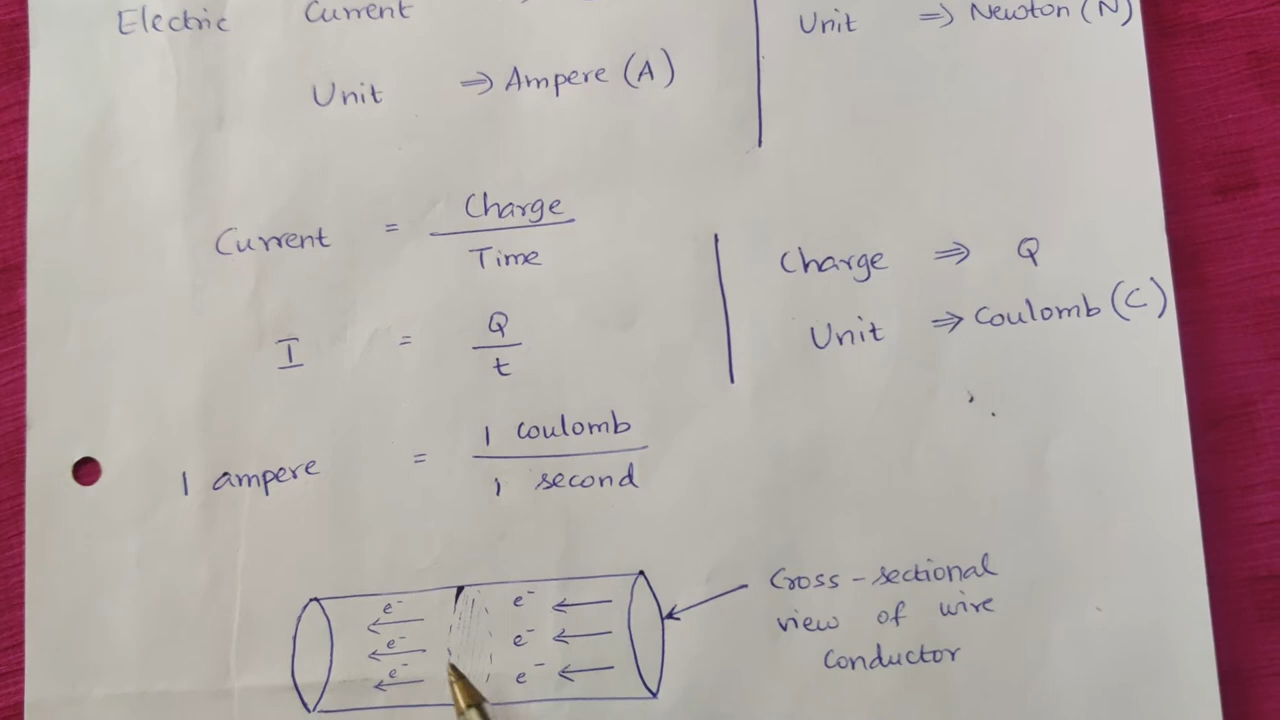 Electric Current
Unit ⇒ Ampere (A)
Unit ⇒ Newton (N)
Current = Charge / Time
I = Q / t
Charge ⇒ Q
Unit ⇒ Coulomb (C)
1 ampere = 1 coulomb / 1 second
e⁻ e⁻
e⁻ e⁻
e⁻ e⁻
Cross-sectional
view of wire
conductor